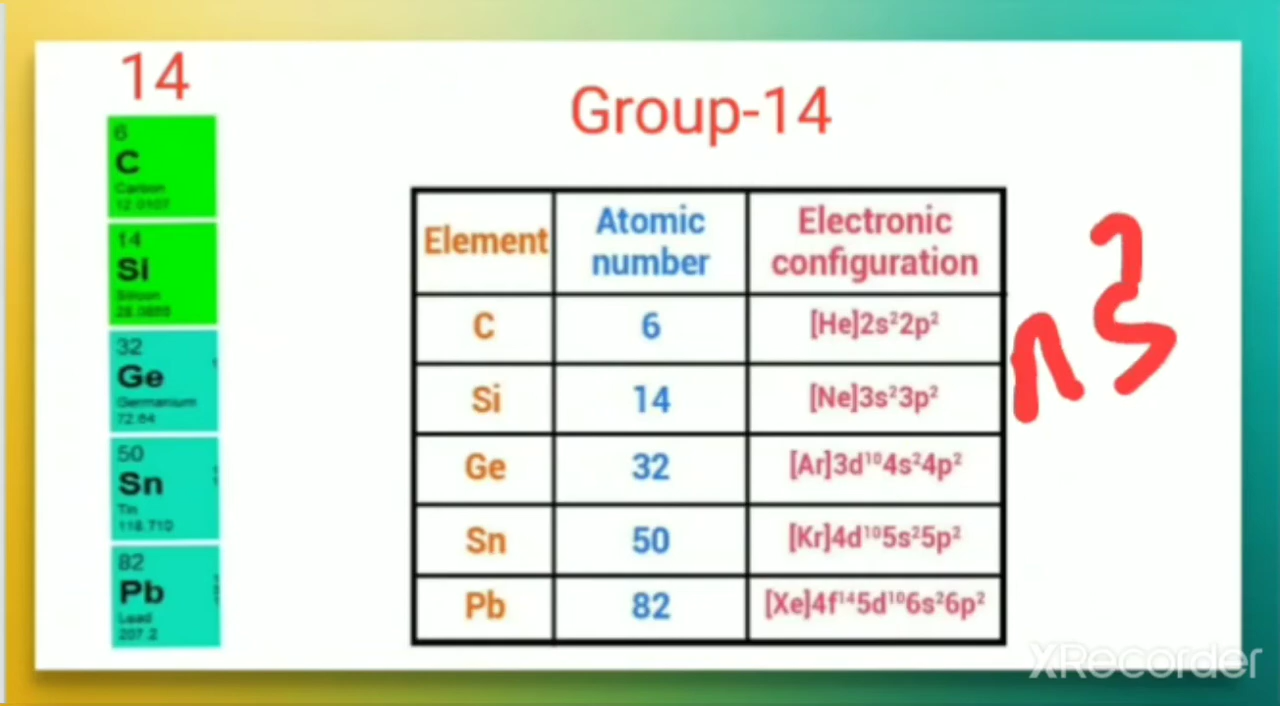 14
Group-14
6
C
Carbon
12.0107
14
Si
Silicon
28.0855
32
Ge
Germanium
72.64
50
Sn
Tin
118.710
82
Pb
Lead
207.2
Element Atomic number Electronic configuration
C 6 [He]2s²2p²
Si 14 [Ne]3s²3p²
Ge 32 [Ar]3d¹⁰4s²4p²
Sn 50 [Kr]4d¹⁰5s²5p²
Pb 82 [Xe]4f¹⁴5d¹⁰6s²6p²
ns
XRecorder